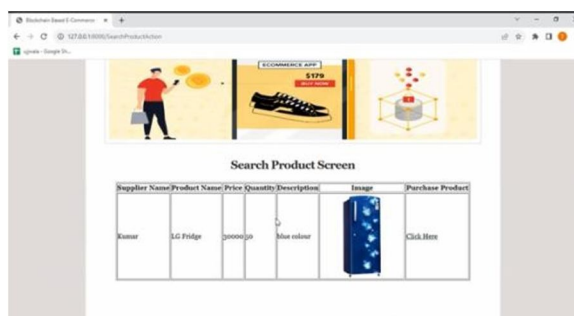 Blockchain Based E-Commerce
127.0.0.1:8000/SearchProductAction
ECOMMERCE APP
$179
BUY NOW
Search Product Screen
Supplier Name Product Name Price Quantity Description Image Purchase Product
Kumar LG Fridge 30000 30 blue colour Click Here